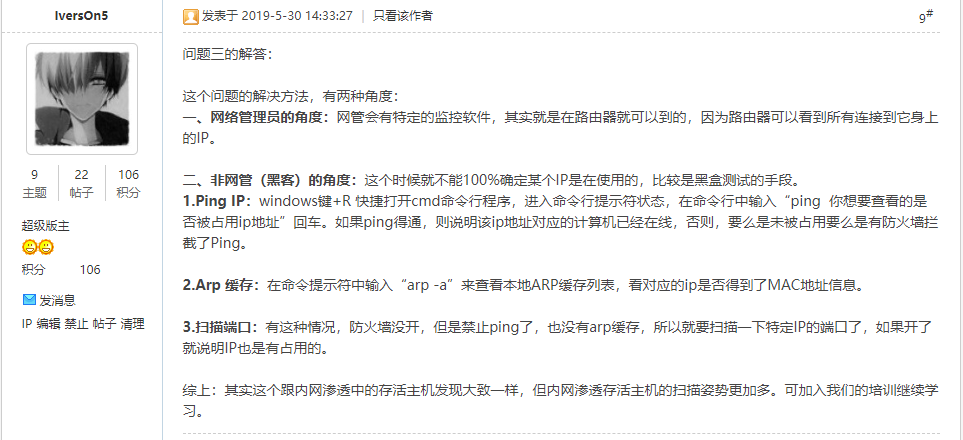 IversOn5
发表于 2019-5-30 14:33:27 | 只看该作者
9#
9 22 106
主题 帖子 积分
超级版主
积分 106
发消息
IP 编辑 禁止 帖子 清理
问题三的解答：
这个问题的解决方法，有两种角度：
一、网络管理员的角度：网管会有特定的监控软件，其实就是在路由器就可以到的，因为路由器可以看到所有连接到它身上
的IP。
二、非网管（黑客）的角度：这个时候就不能100%确定某个IP是在使用的，比较是黑盒测试的手段。
1.Ping IP：windows键+R 快捷打开cmd命令行程序，进入命令行提示符状态，在命令行中输入“ping  你想要查看的是
否被占用ip地址”回车。如果ping得通，则说明该ip地址对应的计算机已经在线，否则，要么是未被占用要么是有防火墙拦
截了Ping。
2.Arp 缓存：在命令提示符中输入“arp -a”来查看本地ARP缓存列表，看对应的ip是否得到了MAC地址信息。
3.扫描端口：有这种情况，防火墙没开，但是禁止ping了，也没有arp缓存，所以就要扫描一下特定IP的端口了，如果开了
就说明IP也是有占用的。
综上：其实这个跟内网渗透中的存活主机发现大致一样，但内网渗透存活主机的扫描姿势更加多。可加入我们的培训继续学
习。